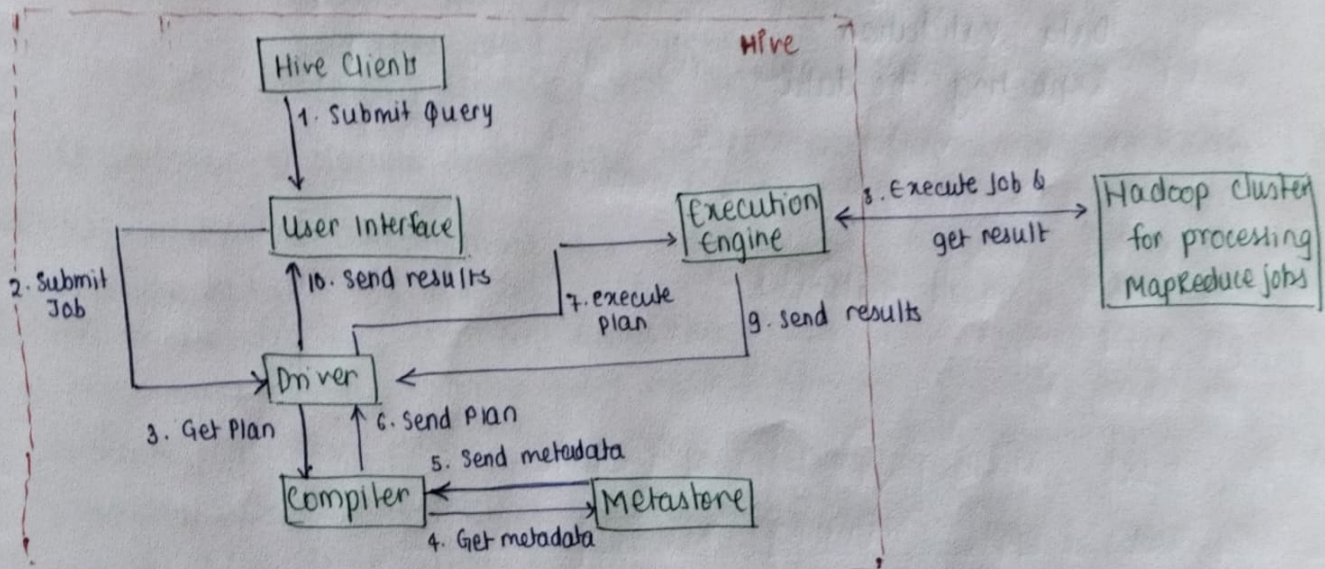 Hive
Hive Clients
1. Submit Query
User Interface
2. Submit
Job
10. Send results
Execution
Engine
8. Execute Job &
get result
Hadoop cluster
for processing
MapReduce jobs
7. execute
plan
9. Send results
Driver
3. Get Plan
6. Send Plan
5. Send metadata
Compiler
Metastore
4. Get metadata